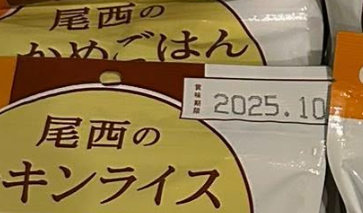 尾西の
かめごはん
賞味期限
2025.10
尾西の
キンライス